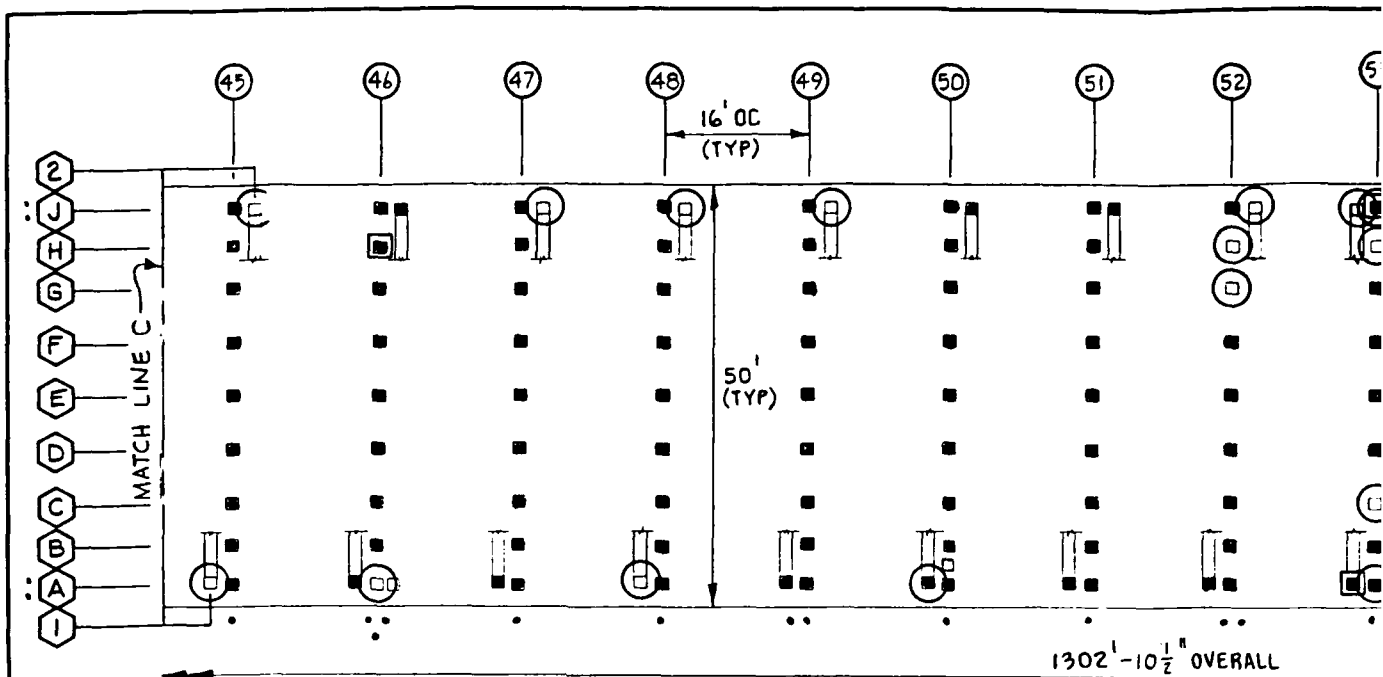 45 46 47 48 49 50 51 52
16' OC
(TYP)
2
J
H
G
F
E
D
C
B
A
1
MATCH LINE C
50'
(TYP)
1302'-10 1/2" OVERALL